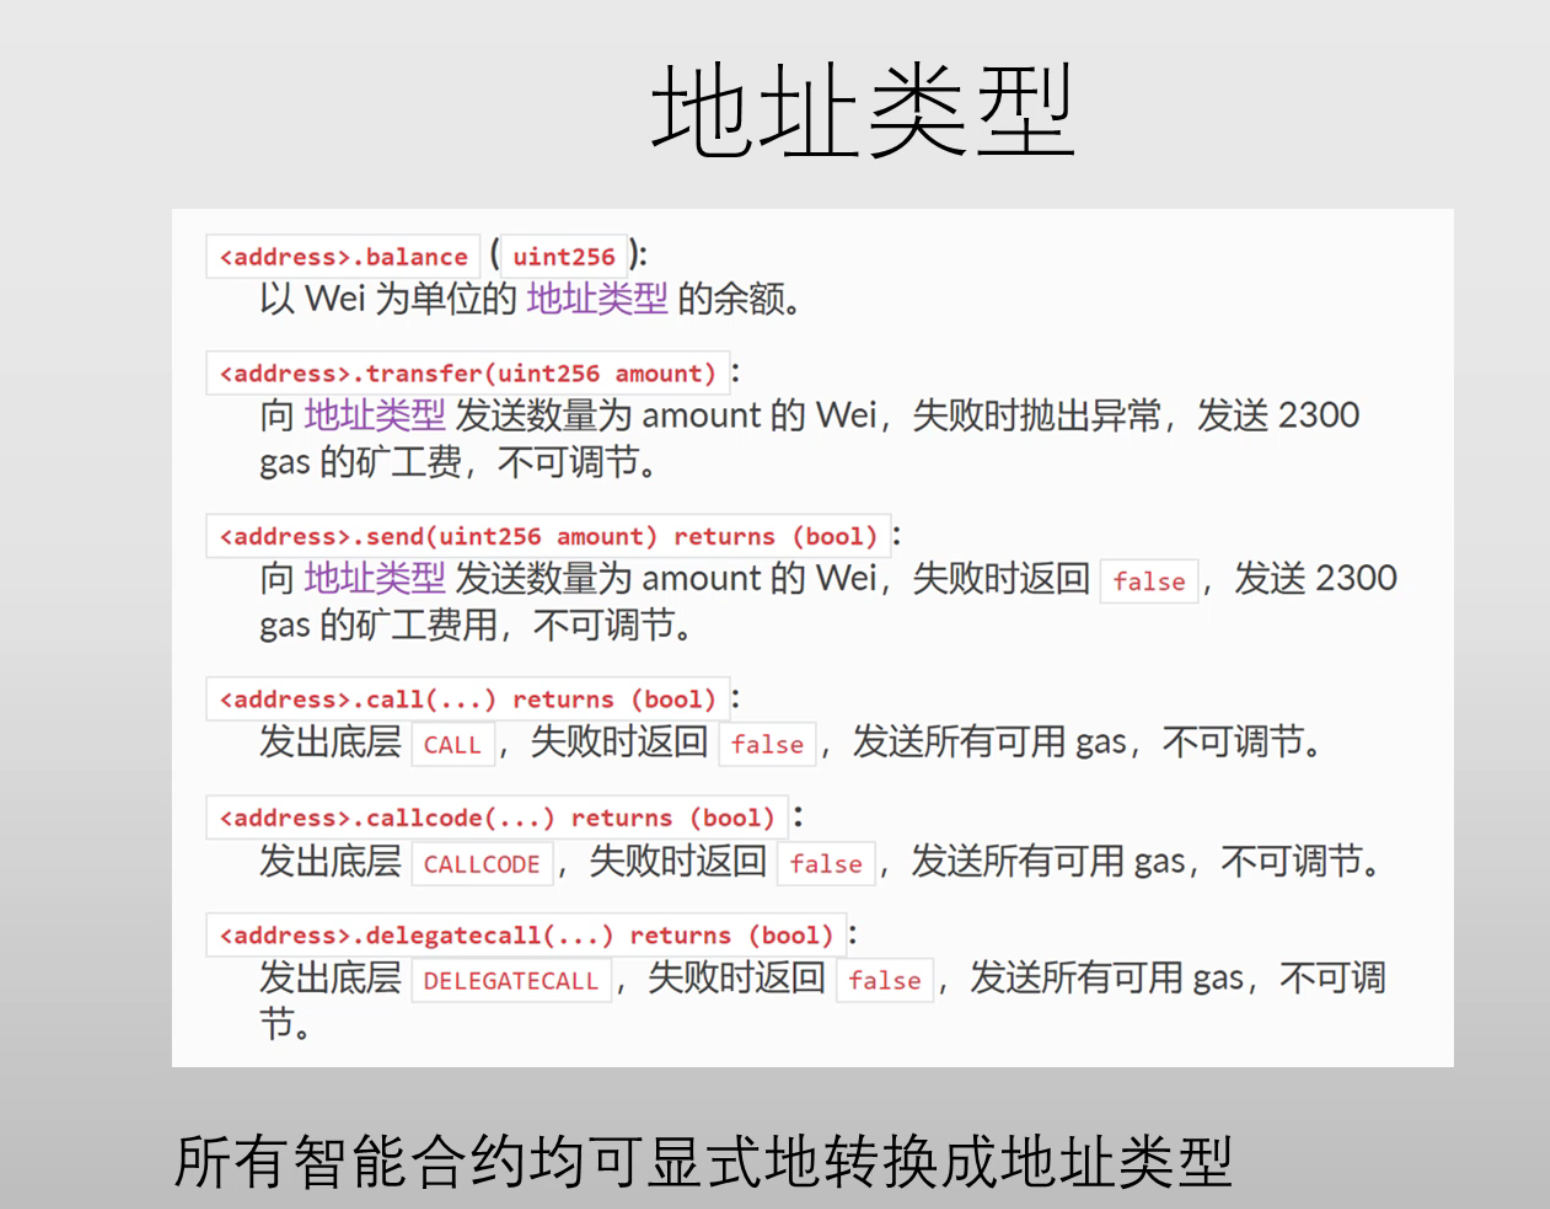 地址类型
<address>.balance (uint256):
以 Wei 为单位的 地址类型 的余额。
<address>.transfer(uint256 amount):
向 地址类型 发送数量为 amount 的 Wei，失败时抛出异常，发送 2300
gas 的矿工费，不可调节。
<address>.send(uint256 amount) returns (bool):
向 地址类型 发送数量为 amount 的 Wei，失败时返回 false，发送 2300
gas 的矿工费用，不可调节。
<address>.call(...) returns (bool):
发出底层 CALL，失败时返回 false，发送所有可用 gas，不可调节。
<address>.callcode(...) returns (bool):
发出底层 CALLCODE，失败时返回 false，发送所有可用 gas，不可调节。
<address>.delegatecall(...) returns (bool):
发出底层 DELEGATECALL，失败时返回 false，发送所有可用 gas，不可调
节。
所有智能合约均可显式地转换成地址类型